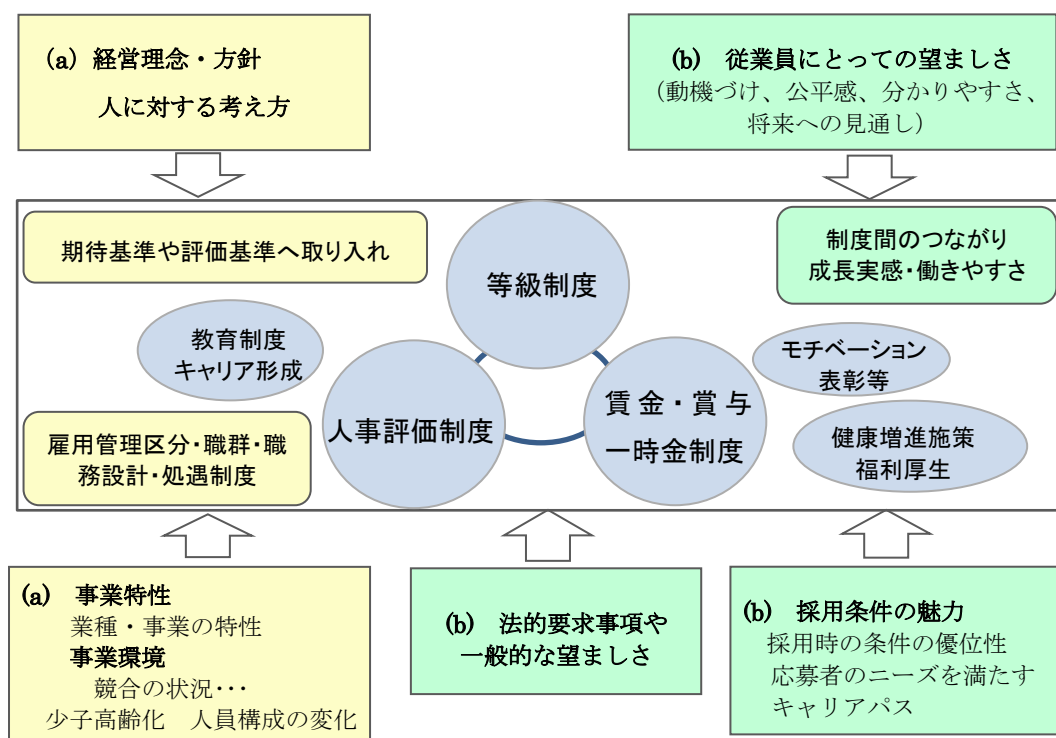 (a) 経営理念・方針
人に対する考え方
(b) 従業員にとっての望ましさ
(動機づけ、公平感、分かりやすさ、
将来への見通し)
期待基準や評価基準へ取り入れ
等級制度
制度間のつながり
成長実感・働きやすさ
教育制度
キャリア形成
モチベーション
表彰等
人事評価制度
賃金・賞与
一時金制度
雇用管理区分・職群・職
務設計・処遇制度
健康増進施策
福利厚生
(a) 事業特性
業種・事業の特性
事業環境
競合の状況・・・
少子高齢化 人員構成の変化
(b) 法的要求事項や
一般的な望ましさ
(b) 採用条件の魅力
採用時の条件の優位性
応募者のニーズを満たす
キャリアパス